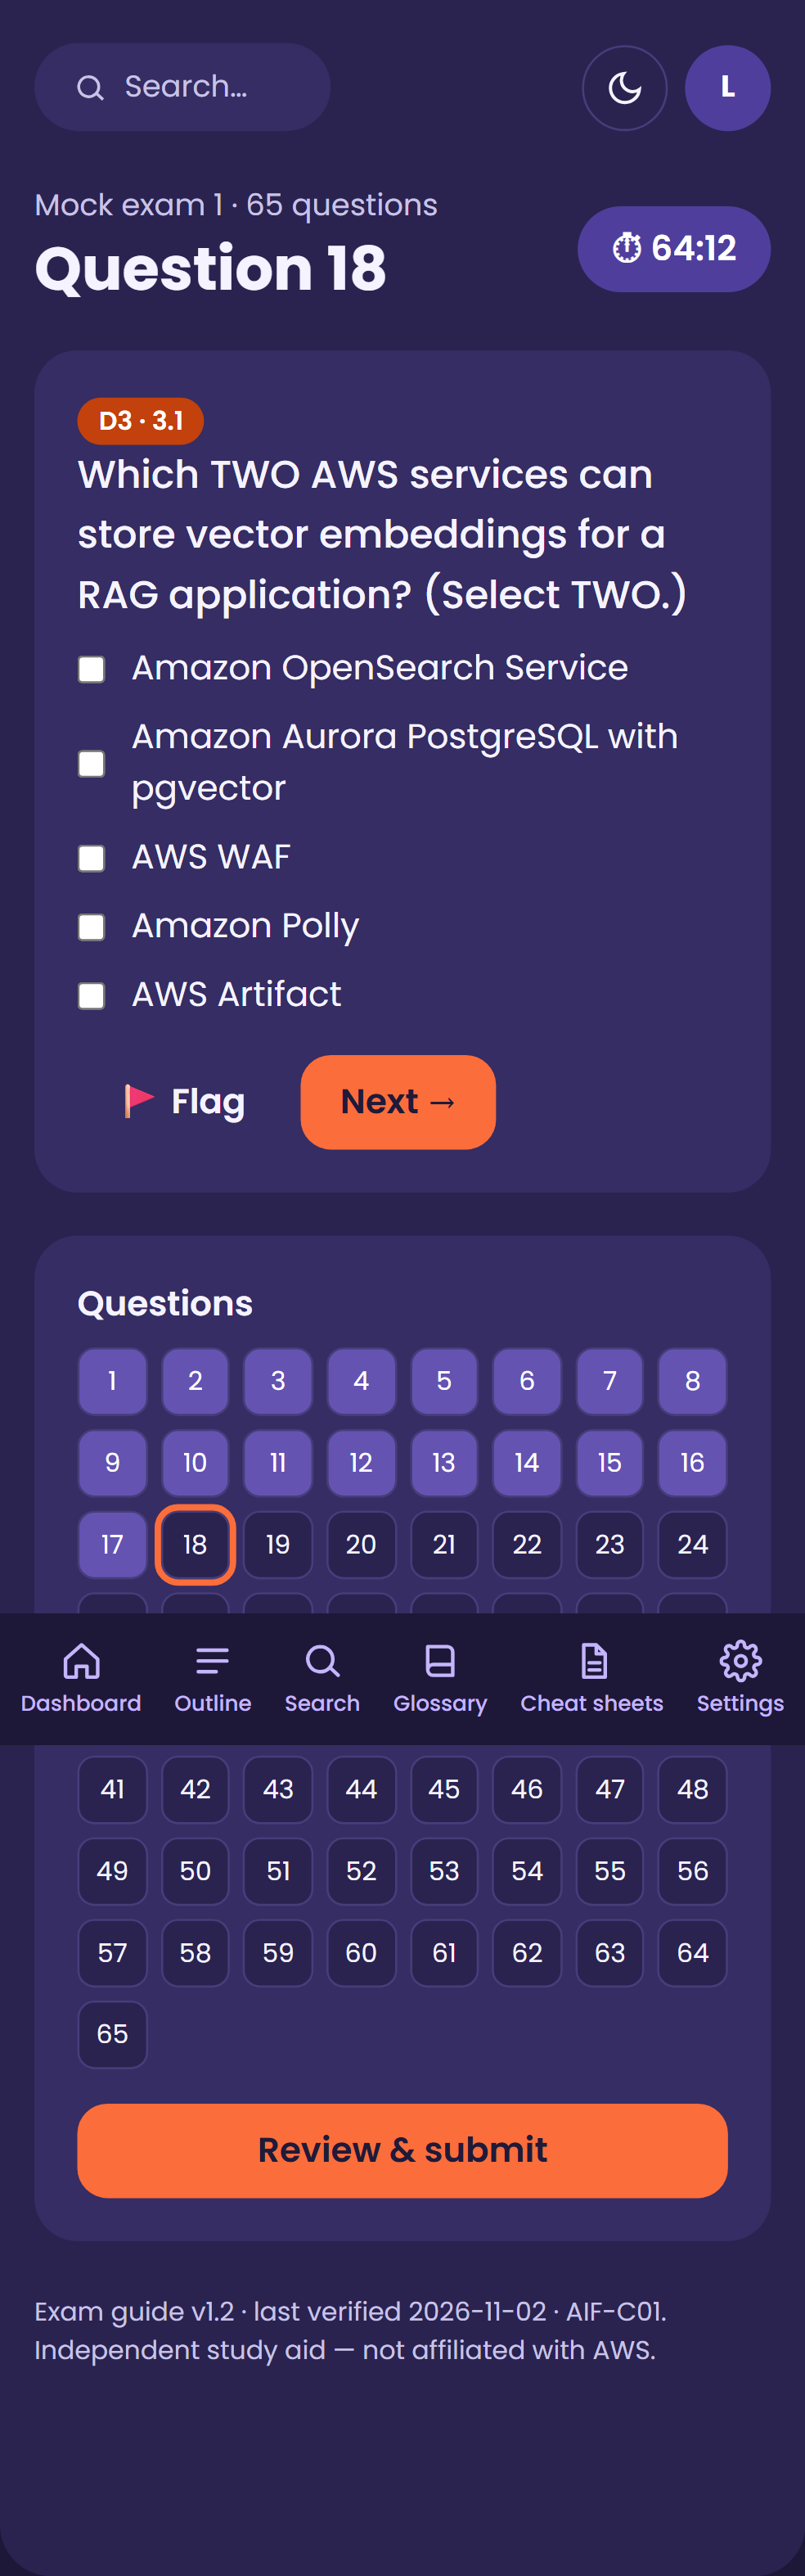 Search...
L
Mock exam 1 · 65 questions
Question 18
⏱ 64:12
D3 · 3.1
Which TWO AWS services can
store vector embeddings for a
RAG application? (Select TWO.)
Amazon OpenSearch Service
Amazon Aurora PostgreSQL with
pgvector
AWS WAF
Amazon Polly
AWS Artifact
🚩 Flag
Next →
Questions
1 2 3 4 5 6 7 8
9 10 11 12 13 14 15 16
17 18 19 20 21 22 23 24
Dashboard Outline Search Glossary Cheat sheets Settings
41 42 43 44 45 46 47 48
49 50 51 52 53 54 55 56
57 58 59 60 61 62 63 64
65
Review & submit
Exam guide v1.2 · last verified 2026-11-02 · AIF-C01.
Independent study aid — not affiliated with AWS.